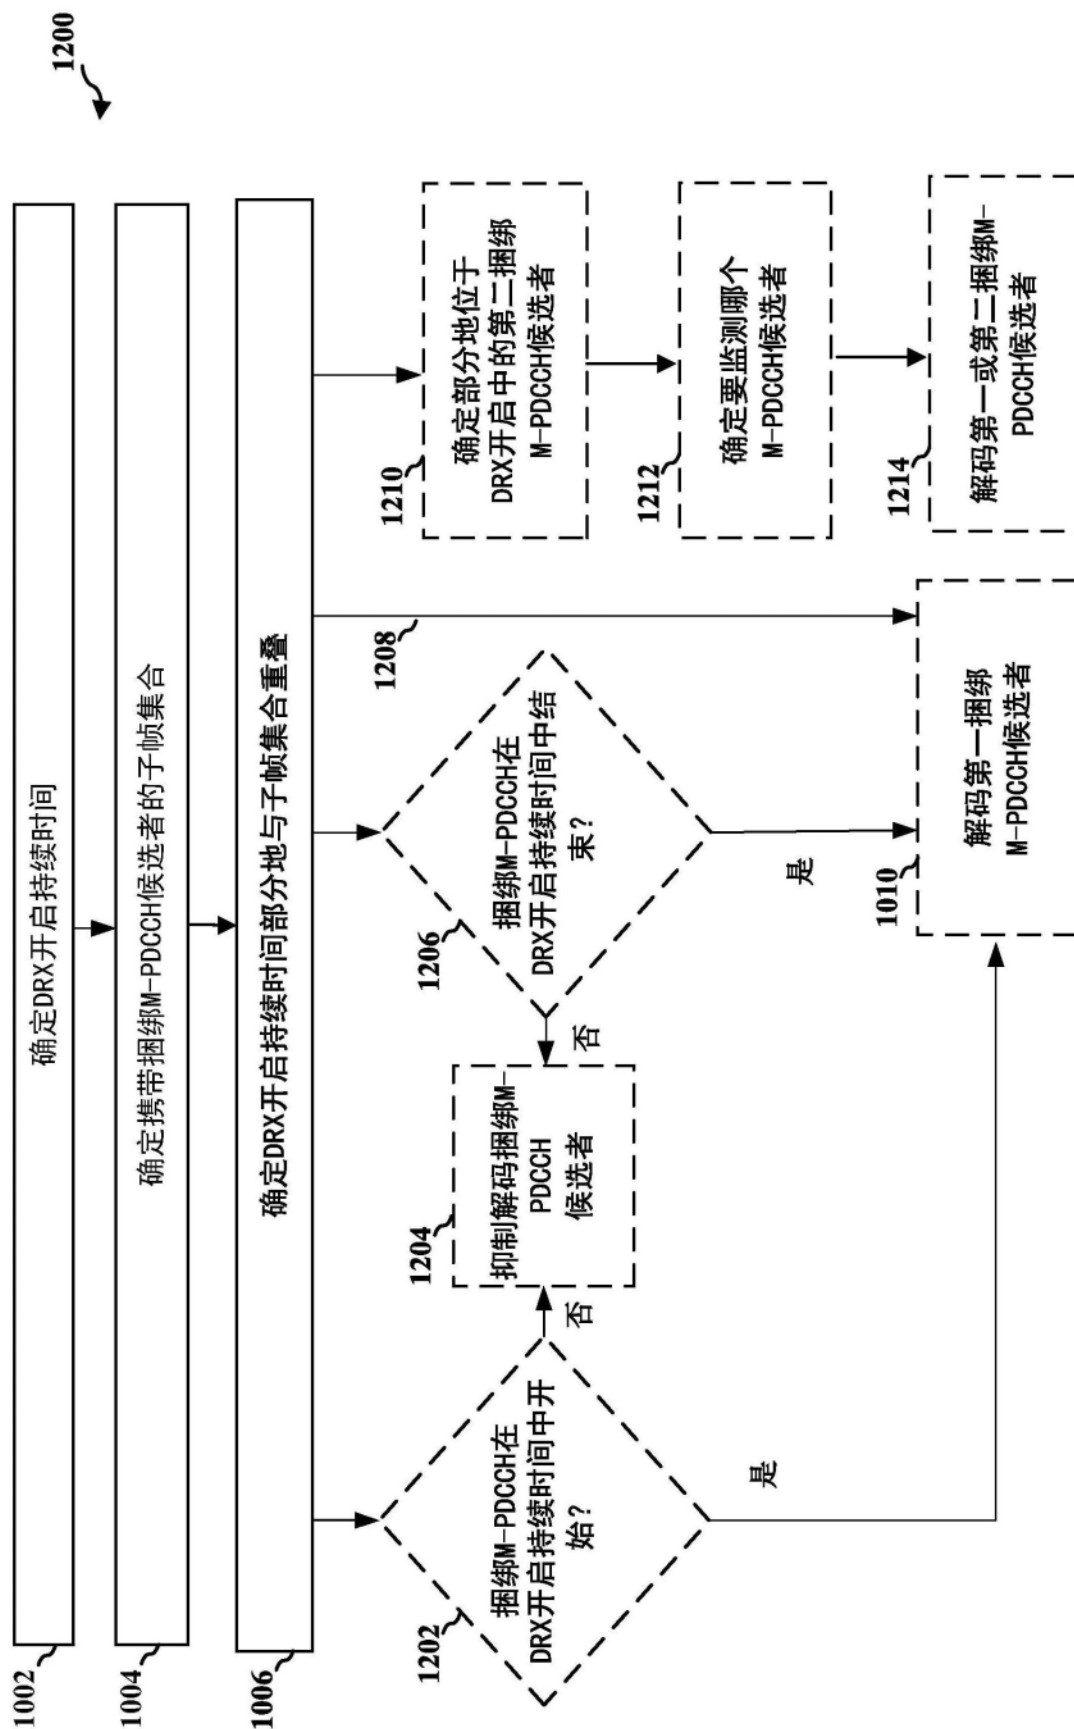 1200
1002
确定DRX开启持续时间
1004
确定携带捆绑M-PDCCH候选者的子帧集合
1006
确定DRX开启持续时间部分地与子帧集合重叠
1202
捆绑M-PDCCH在
DRX开启持续时间中开
始?
否
是
1204
抑制解码捆绑M-
PDCCH
候选者
1206
捆绑M-PDCCH在
DRX开启持续时间中结
束?
否
是
1208
1010
解码第一捆绑
M-PDCCH候选者
1210
确定部分地位于
DRX开启中的第二捆绑
M-PDCCH候选者
1212
确定要监测哪个
M-PDCCH候选者
1214
解码第一或第二捆绑M-
PDCCH候选者